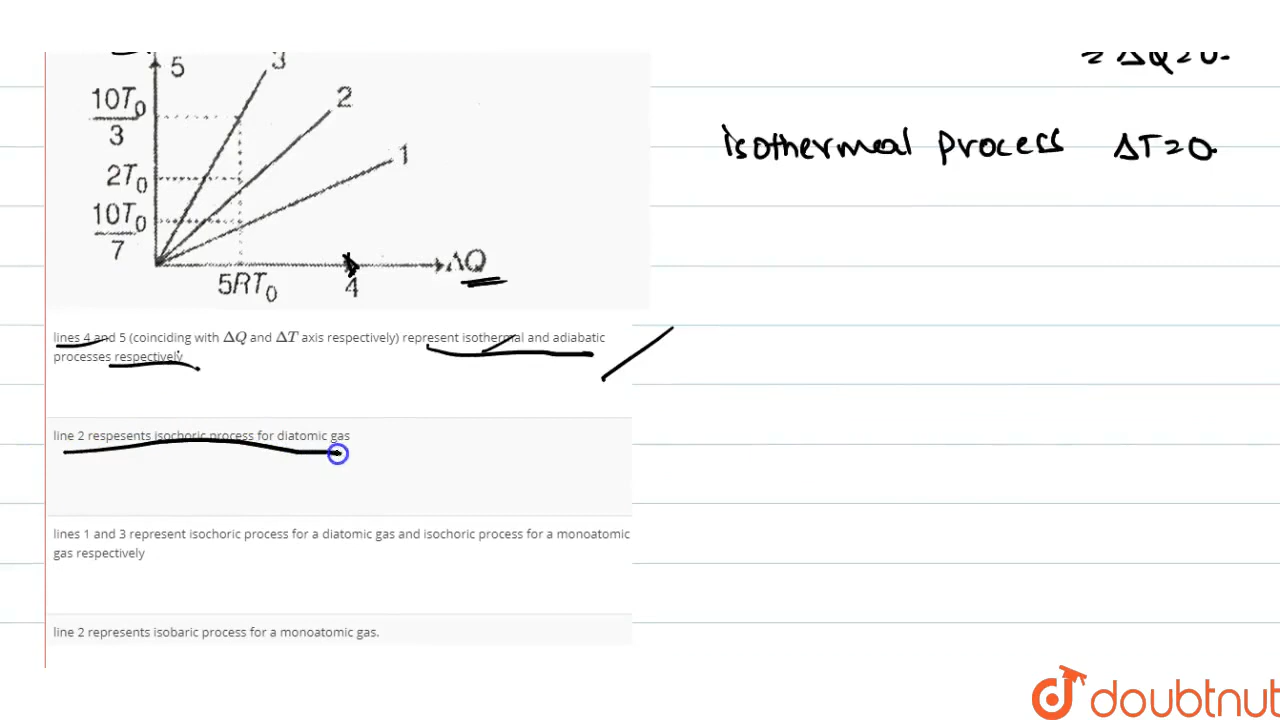 = ΔQ = 0.
5
3
10T₀
3
2
isothermal process ΔT = 0.
1
2T₀
10T₀
7
ΔQ
5RT₀
4
lines 4 and 5 (coinciding with ΔQ and ΔT axis respectively) represent isothermal and adiabatic
processes respectively
line 2 respesents isochoric process for diatomic gas
lines 1 and 3 represent isochoric process for a diatomic gas and isochoric process for a monoatomic
gas respectively
line 2 represents isobaric process for a monoatomic gas.
doubtnut